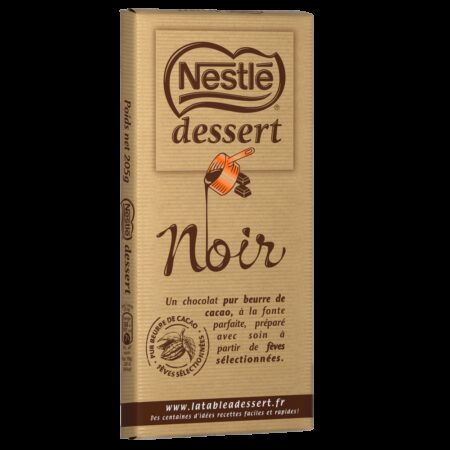 Nestlé
®
dessert
Noir
Un chocolat pur beurre de
cacao, à la fonte
parfaite, préparé
avec soin à
partir de fèves
sélectionnées.
PUR BEURRE DE CACAO
FÈVES SÉLECTIONNÉES
www.latableadessert.fr
Des centaines d'idées recettes faciles et rapides!
Poids net 205g
Nestlé
dessert